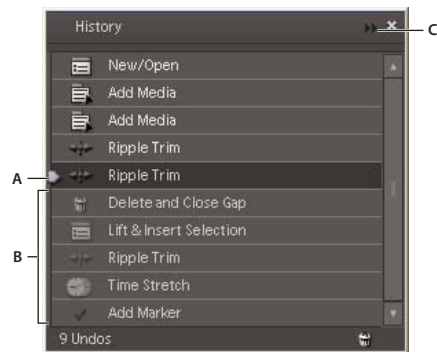 History
C
New/Open
Add Media
Add Media
Ripple Trim
A
Ripple Trim
Delete and Close Gap
Lift & Insert Selection
B
Ripple Trim
Time Stretch
Add Marker
9 Undos